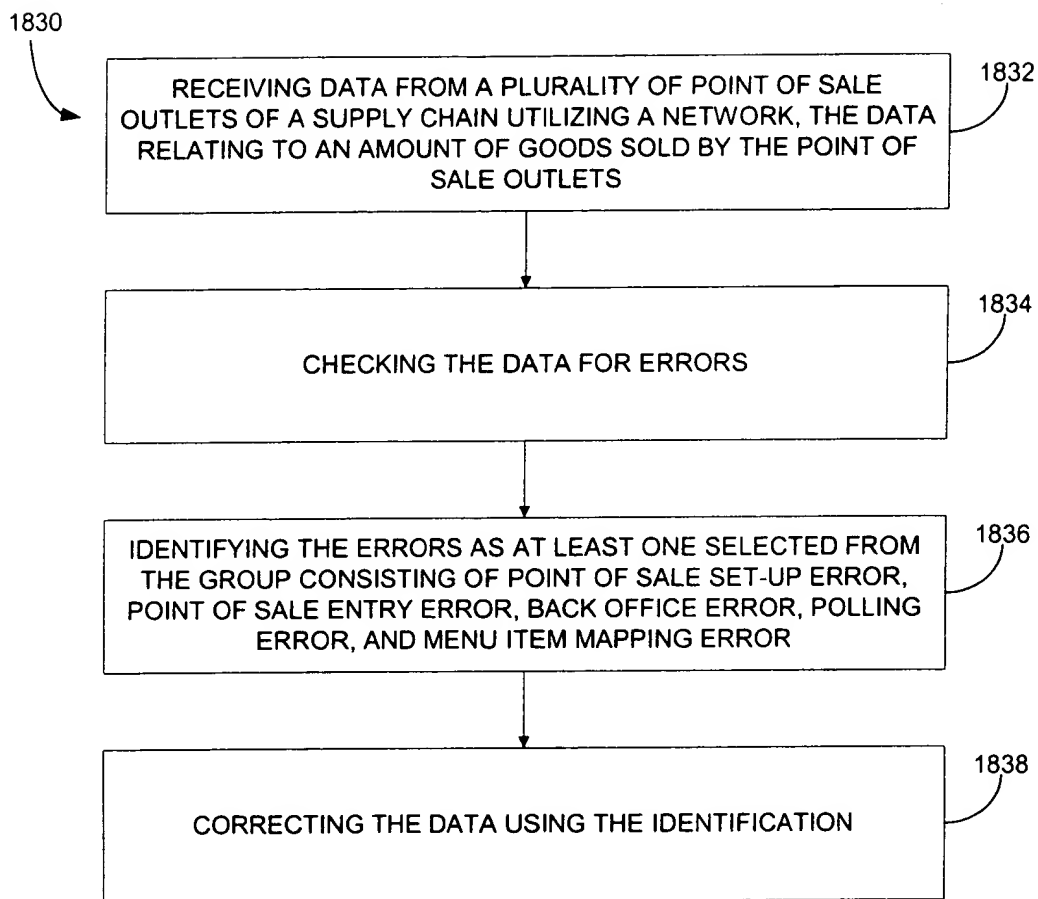 1830
RECEIVING DATA FROM A PLURALITY OF POINT OF SALE
OUTLETS OF A SUPPLY CHAIN UTILIZING A NETWORK, THE DATA
RELATING TO AN AMOUNT OF GOODS SOLD BY THE POINT OF
SALE OUTLETS
1832
CHECKING THE DATA FOR ERRORS
1834
IDENTIFYING THE ERRORS AS AT LEAST ONE SELECTED FROM
THE GROUP CONSISTING OF POINT OF SALE SET-UP ERROR,
POINT OF SALE ENTRY ERROR, BACK OFFICE ERROR, POLLING
ERROR, AND MENU ITEM MAPPING ERROR
1836
CORRECTING THE DATA USING THE IDENTIFICATION
1838